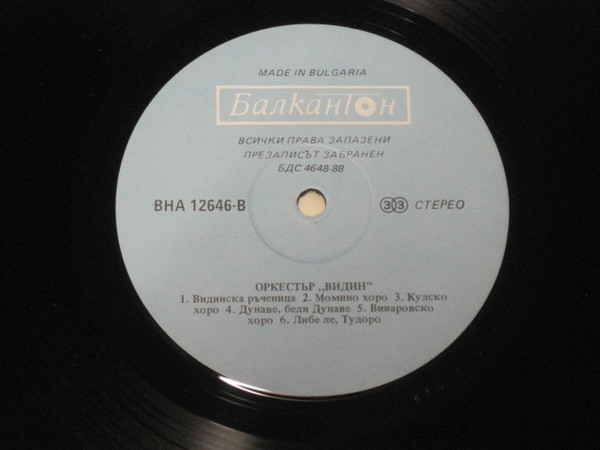 MADE IN BULGARIA
Балкантон
ВСИЧКИ ПРАВА ЗАПАЗЕНИ
ПРЕЗАПИСЪТ ЗАБРАНЕН
БДС 4648-88
ВНА 12646-В
33 СТЕРЕО
ОРКЕСТЪР „ВИДИН”
1. Видинска ръченица 2. Момино хоро 3. Кулско
хоро 4. Дунаве, бели Дунаве 5. Винаровско
хоро 6. Либе ле, Тудоро